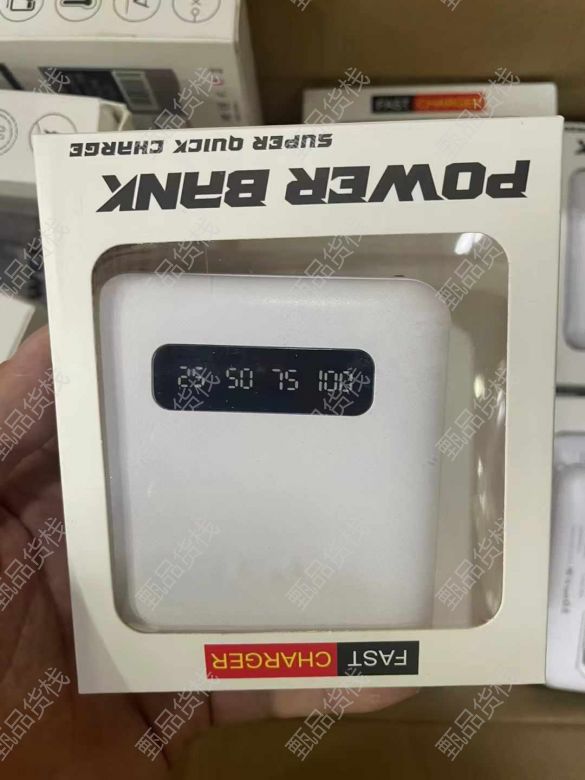 FAST CHARGER
SUPER QUICK CHARGE
POWER BANK
25 50 75 100
FAST CHARGER
甄品货栈